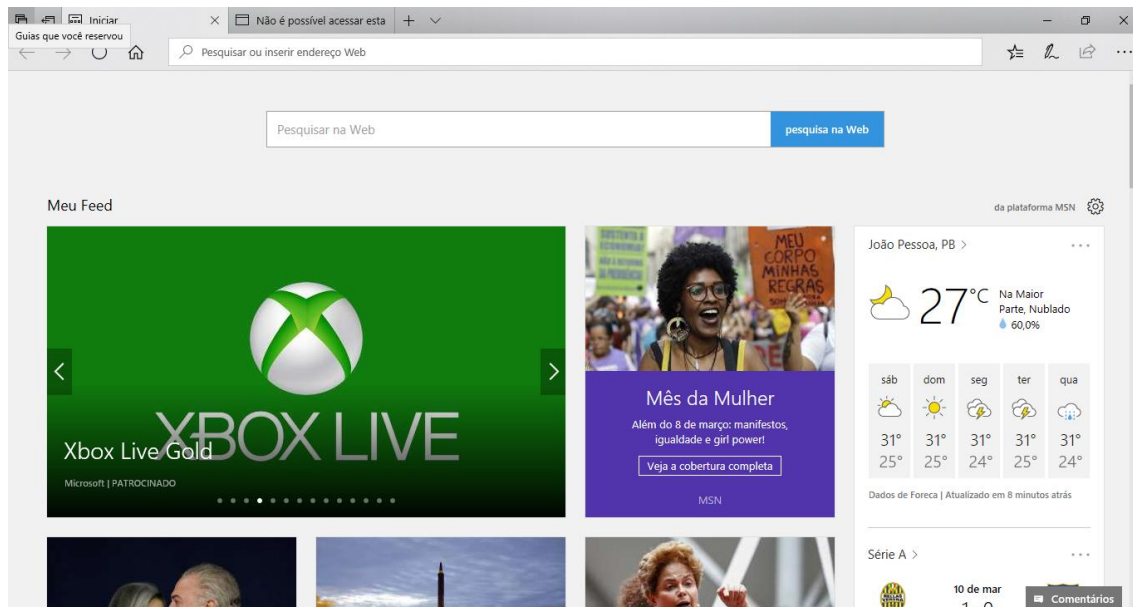 Iniciar
Não é possível acessar esta
Guias que você reservou
Pesquisar ou inserir endereço Web
Pesquisar na Web
pesquisa na Web
Meu Feed
da plataforma MSN
XBOX LIVE
Xbox Live Gold
Microsoft | PATROCINADO
MEU
CORPO
MINHAS
REGRAS
Mês da Mulher
Além do 8 de março: manifestos,
igualdade e girl power!
Veja a cobertura completa
MSN
João Pessoa, PB
27°C
Na Maior
Parte, Nublado
60,0%
sáb dom seg ter qua
31° 31° 31° 31° 31°
25° 25° 24° 25° 24°
Dados de Foreca | Atualizado em 8 minutos atrás
Série A
10 de mar
Comentários